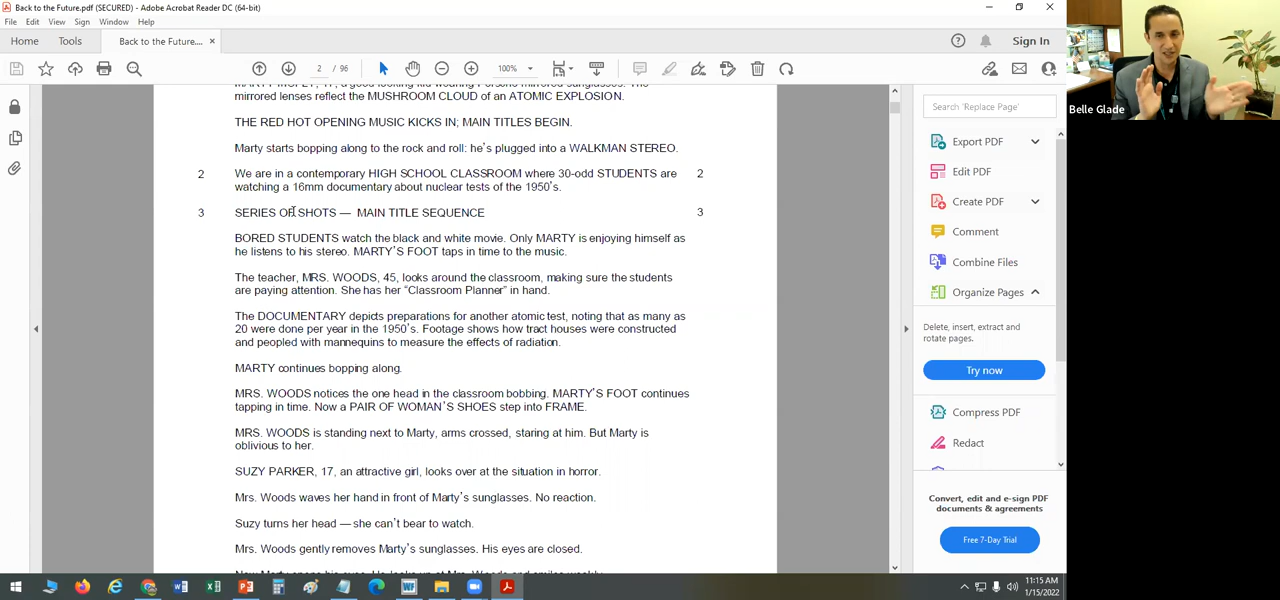 Back to the Future.pdf (SECURED) - Adobe Acrobat Reader DC (64-bit)
File Edit View Sign Window Help
Home Tools Back to the Future.... × Sign In
2 / 96 100%
mirrored lenses reflect the MUSHROOM CLOUD of an ATOMIC EXPLOSION.
THE RED HOT OPENING MUSIC KICKS IN; MAIN TITLES BEGIN.
Marty starts bopping along to the rock and roll: he's plugged into a WALKMAN STEREO.
2 We are in a contemporary HIGH SCHOOL CLASSROOM where 30-odd STUDENTS are 2
watching a 16mm documentary about nuclear tests of the 1950's.
3 SERIES OF SHOTS — MAIN TITLE SEQUENCE 3
BORED STUDENTS watch the black and white movie. Only MARTY is enjoying himself as
he listens to his stereo. MARTY'S FOOT taps in time to the music.
The teacher, MRS. WOODS, 45, looks around the classroom, making sure the students
are paying attention. She has her “Classroom Planner” in hand.
The DOCUMENTARY depicts preparations for another atomic test, noting that as many as
20 were done per year in the 1950's. Footage shows how tract houses were constructed
and peopled with mannequins to measure the effects of radiation.
MARTY continues bopping along.
MRS. WOODS notices the one head in the classroom bobbing. MARTY'S FOOT continues
tapping in time. Now a PAIR OF WOMAN'S SHOES step into FRAME.
MRS. WOODS is standing next to Marty, arms crossed, staring at him. But Marty is
oblivious to her.
SUZY PARKER, 17, an attractive girl, looks over at the situation in horror.
Mrs. Woods waves her hand in front of Marty's sunglasses. No reaction.
Suzy turns her head — she can't bear to watch.
Mrs. Woods gently removes Marty's sunglasses. His eyes are closed.
Search 'Replace Page'
Export PDF
Edit PDF
Create PDF
Comment
Combine Files
Organize Pages
Delete, insert, extract and
rotate pages.
Try now
Compress PDF
Redact
Convert, edit and e-sign PDF
documents & agreements
Free 7-Day Trial
Belle Glade
11:15 AM
1/15/2022